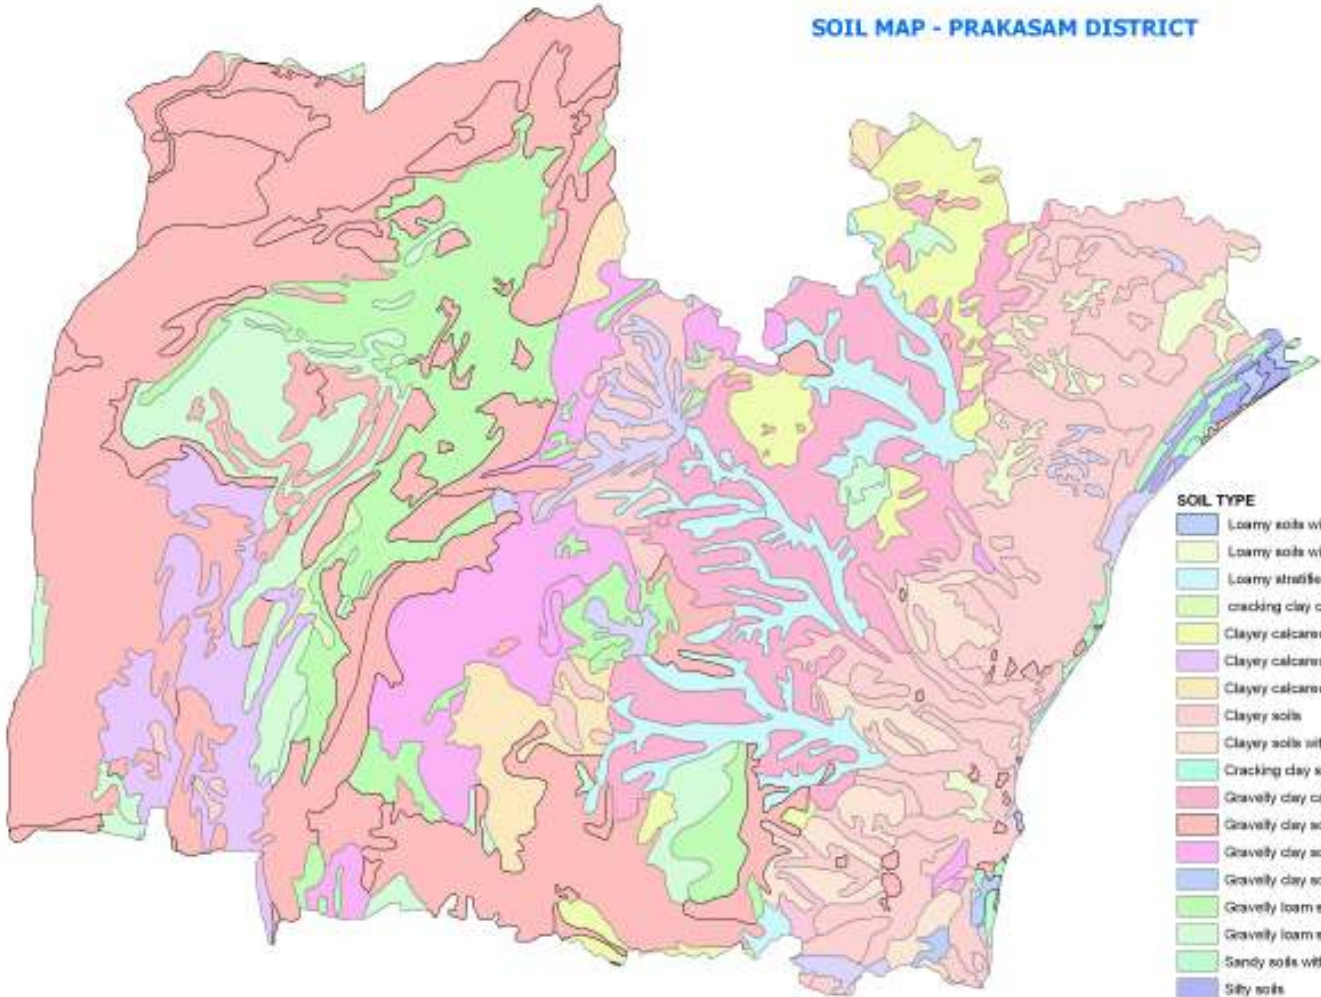 SOIL MAP - PRAKASAM DISTRICT
SOIL TYPE
Loamy soils wi
Loamy soils wi
Loamy stratifie
cracking clay c
Clayey calcare
Clayey calcare
Clayey calcare
Clayey soils
Clayey soils wit
Cracking clay s
Gravelly clay ca
Gravelly clay so
Gravelly clay so
Gravelly clay so
Gravelly loam s
Gravelly loam s
Sandy soils with
Silty soils